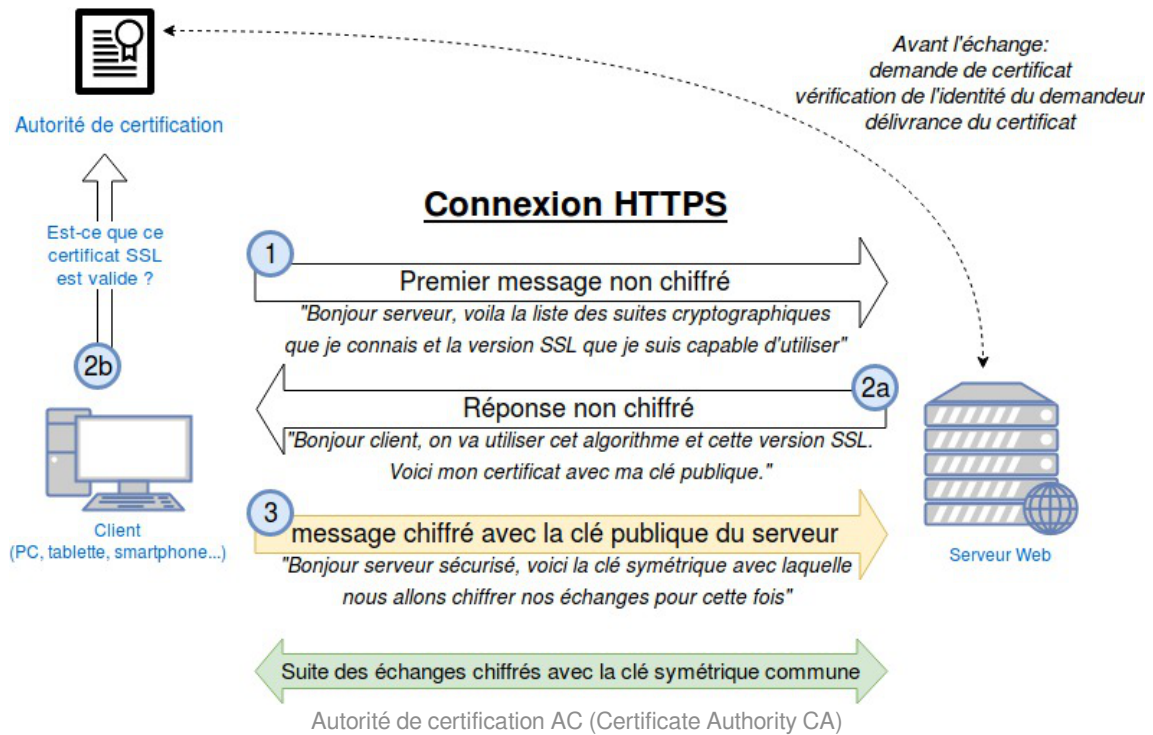 Avant l'échange:
demande de certificat
vérification de l'identité du demandeur
délivrance du certificat
Autorité de certification
Connexion HTTPS
Est-ce que ce
certificat SSL
est valide ?
2b
1
Premier message non chiffré
"Bonjour serveur, voila la liste des suites cryptographiques
que je connais et la version SSL que je suis capable d'utiliser"
2a
Réponse non chiffré
"Bonjour client, on va utiliser cet algorithme et cette version SSL.
Voici mon certificat avec ma clé publique."
Client
(PC, tablette, smartphone...)
3
message chiffré avec la clé publique du serveur
"Bonjour serveur sécurisé, voici la clé symétrique avec laquelle
nous allons chiffrer nos échanges pour cette fois"
Serveur Web
Suite des échanges chiffrés avec la clé symétrique commune
Autorité de certification AC (Certificate Authority CA)